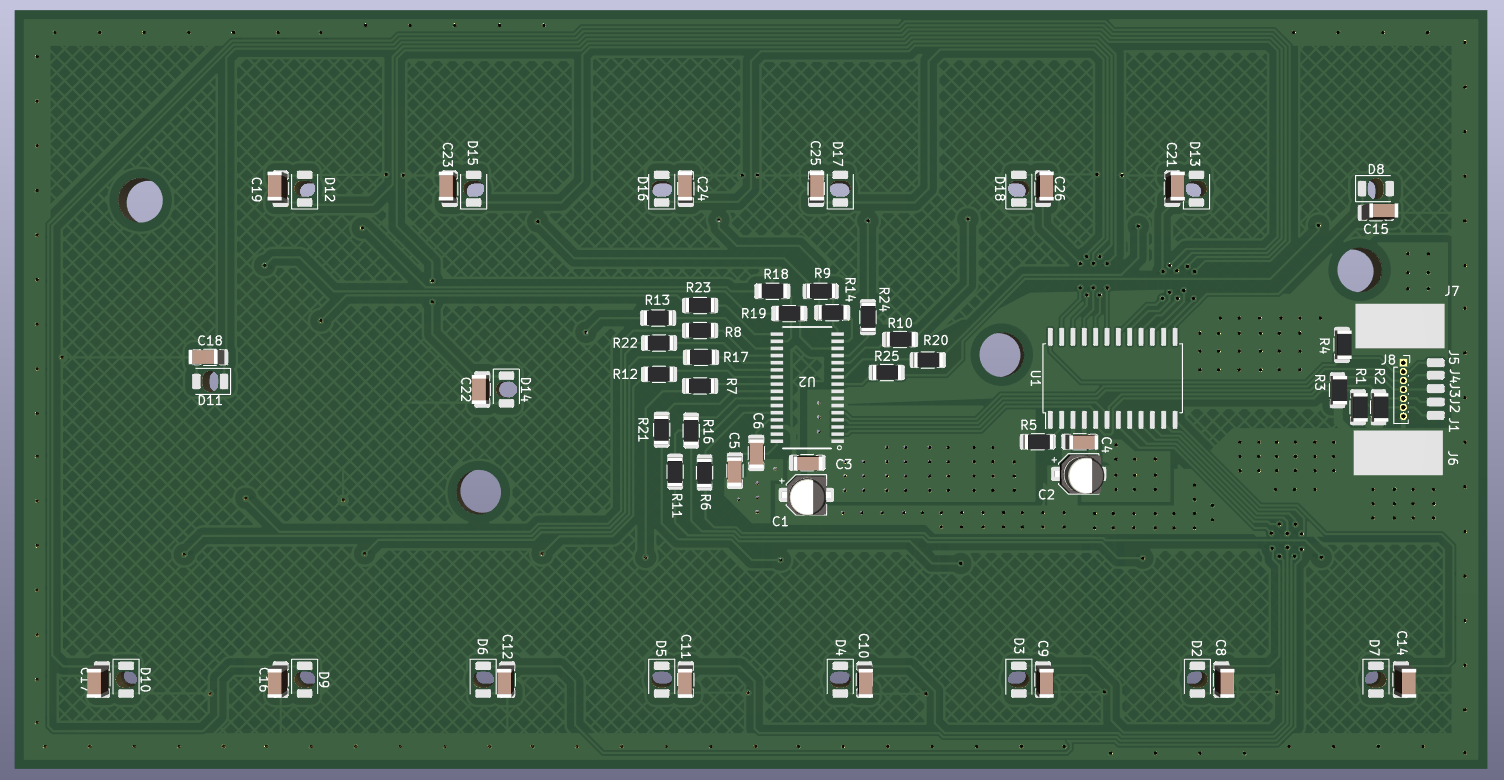 C19
D12
C23
D15
D16
C24
C25
D17
D18
C26
C21
D13
D8
C15
R18
R9
R14
R24
R23
R13
R19
R8
R22
R17
R12
R7
R10
R20
R25
J7
R4
J8
J5
J4
J3
J2
J1
R3
R1
R2
J6
C18
D11
C22
D14
U2
U1
R21
R16
C5
C6
R11
R6
C3
+
C1
R5
C4
+
C2
C17
D10
C16
D9
D6
C12
D5
C11
D4
C10
D3
C9
D2
C8
D7
C14